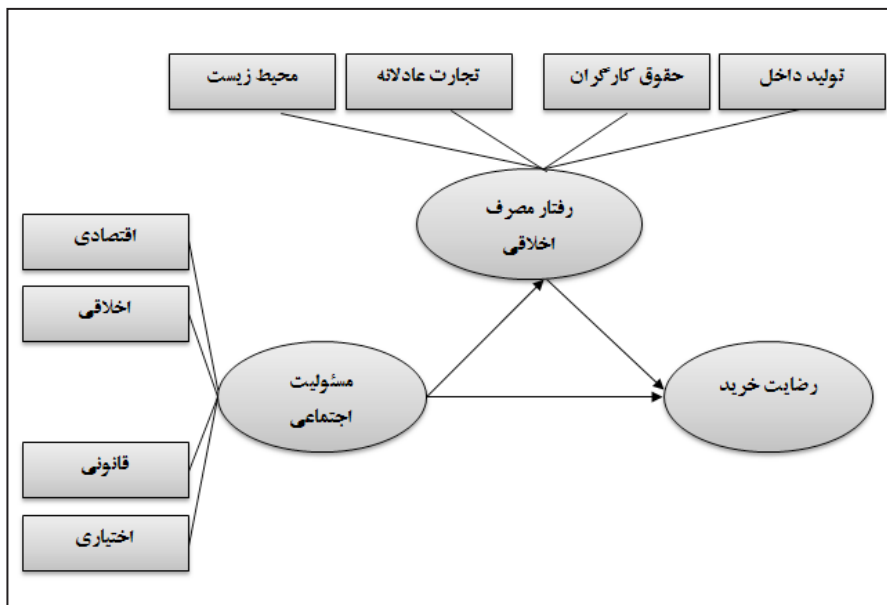 تولید داخل
حقوق کارگران
تجارت عادلانه
محیط زیست
رفتار مصرف
اخلاقی
اقتصادی
اخلاقی
مسئولیت
اجتماعی
رضایت خرید
قانونی
اختیاری